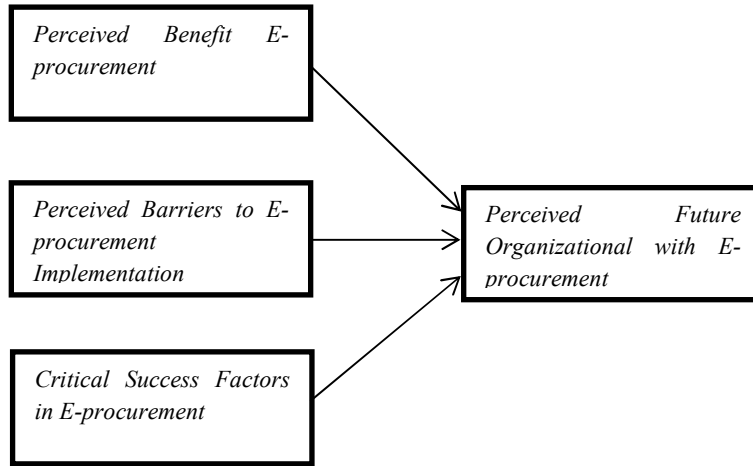 Perceived Benefit E-
procurement
Perceived Barriers to E-
procurement
Implementation
Critical Success Factors
in E-procurement
Perceived Future
Organizational with E-
procurement